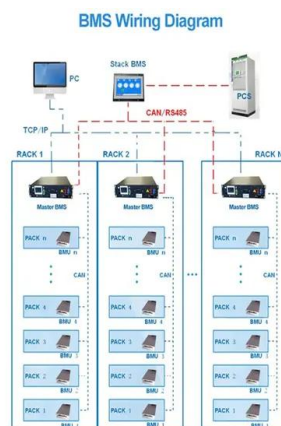 BMS Wiring Diagram
PC
Stack BMS
PCS
CAN/RS485
TCP/IP
RACK 1
RACK 2
RACK N
Master BMS
Master BMS
Master BMS
PACK n
PACK n
PACK n
BMU n
BMU n
BMU n
CAN
CAN
CAN
PACK 4
PACK 4
PACK 4
BMU 4
BMU 4
BMU 4
PACK 3
PACK 3
PACK 3
BMU 3
BMU 3
BMU 3
PACK 2
PACK 2
PACK 2
BMU 2
BMU 2
BMU 2
PACK 1
PACK 1
PACK 1